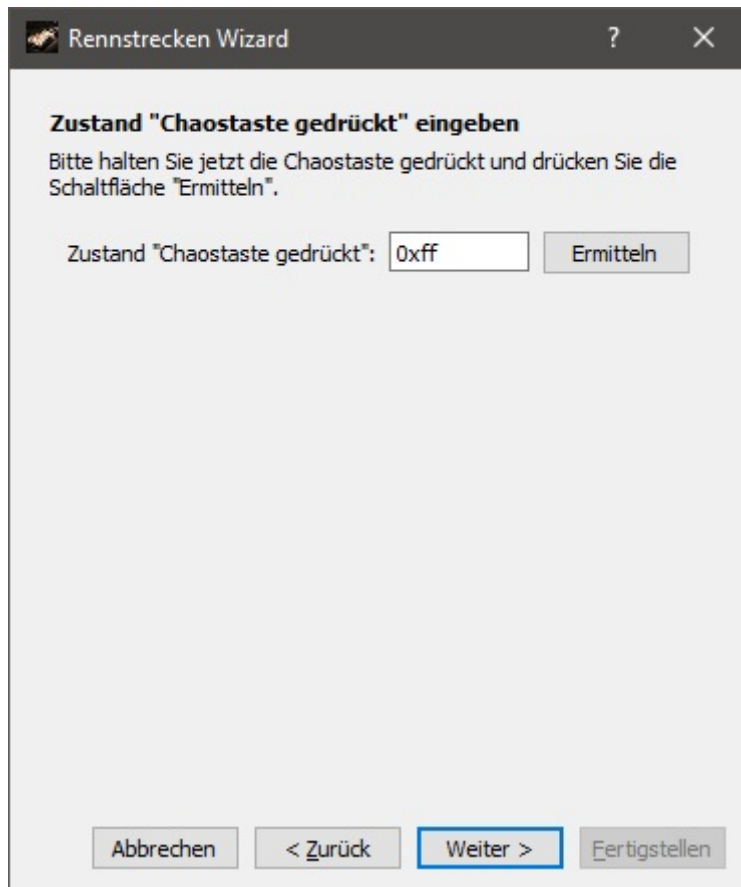 Rennstrecken Wizard ? ×
Zustand "Chaostaste gedrückt" eingeben
Bitte halten Sie jetzt die Chaostaste gedrückt und drücken Sie die
Schaltfläche "Ermitteln".
Zustand "Chaostaste gedrückt": 0xff Ermitteln
Abbrechen < Zurück Weiter > Fertigstellen